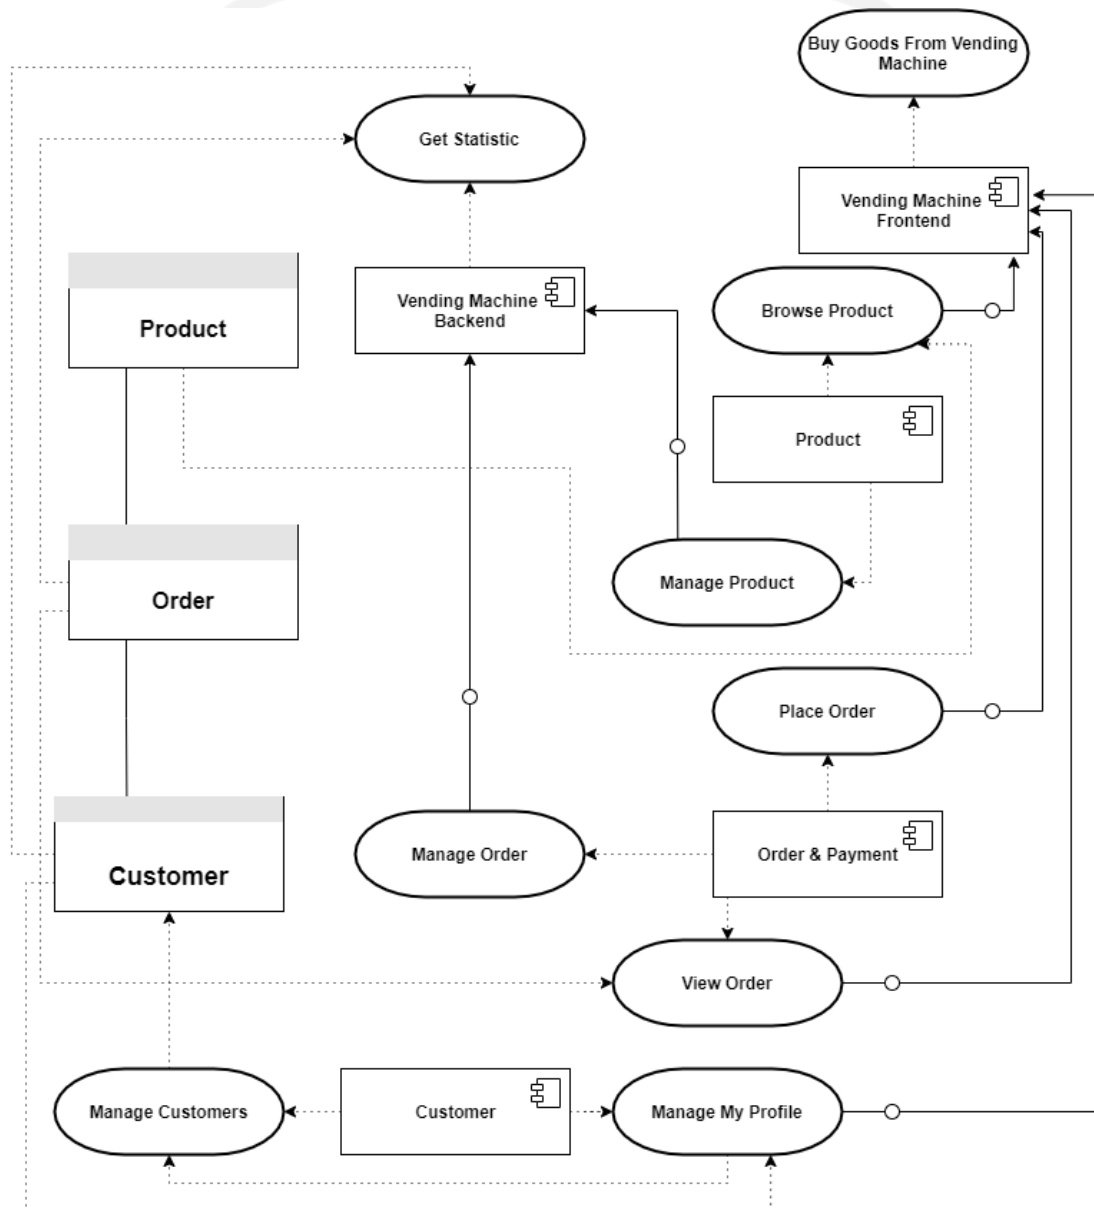 Buy Goods From Vending
Machine
Get Statistic
Vending Machine
Frontend
Vending Machine
Backend
Browse Product
Product
Product
Manage Product
Order
Place Order
Manage Order
Order & Payment
Customer
View Order
Manage Customers
Customer
Manage My Profile